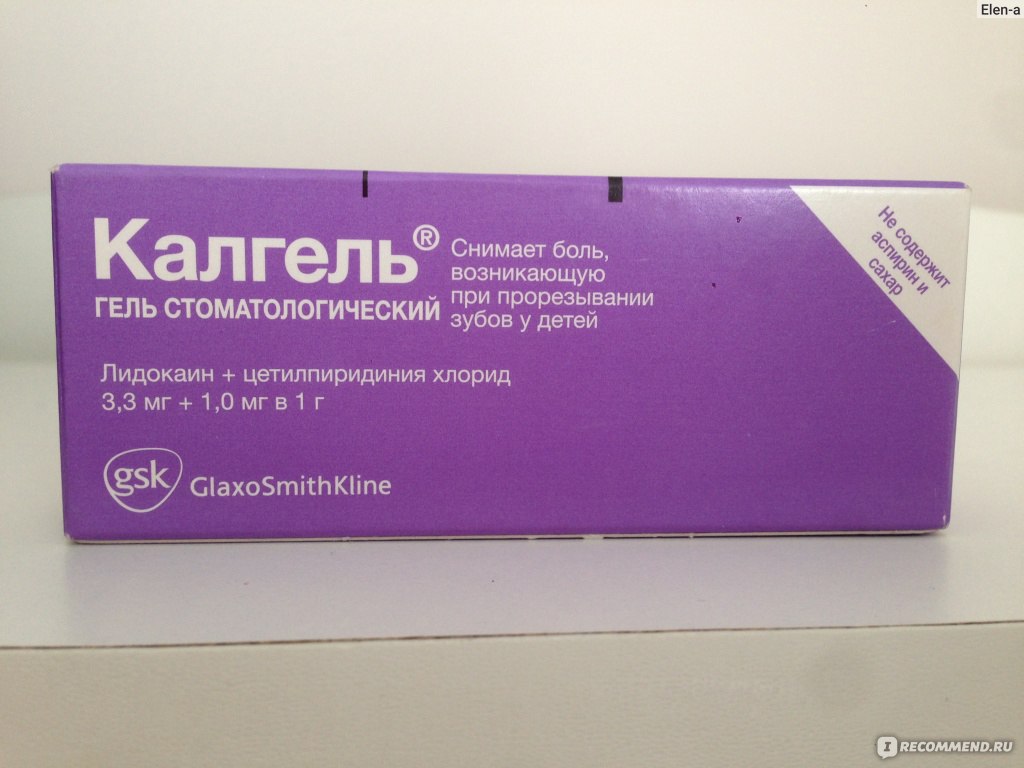 Elen-a
Калгель®
ГЕЛЬ СТОМАТОЛОГИЧЕСКИЙ
Снимает боль,
возникающую
при прорезывании
зубов у детей
Не содержит
аспирин и
сахар
Лидокаин + цетилпиридиния хлорид
3,3 мг + 1,0 мг в 1 г
gsk GlaxoSmithKline
IRECOMMEND.RU